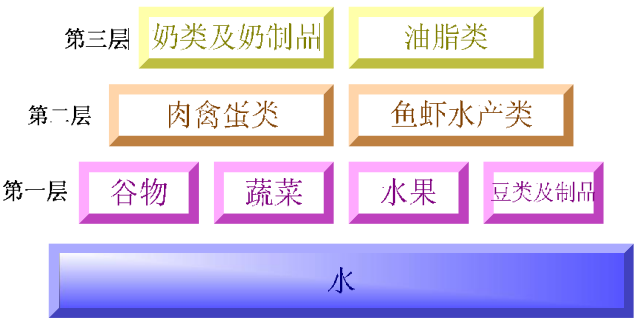 第三层 奶类及奶制品 油脂类
第二层 肉禽蛋类 鱼虾水产类
第一层 谷物 蔬菜 水果 豆类及制品
水